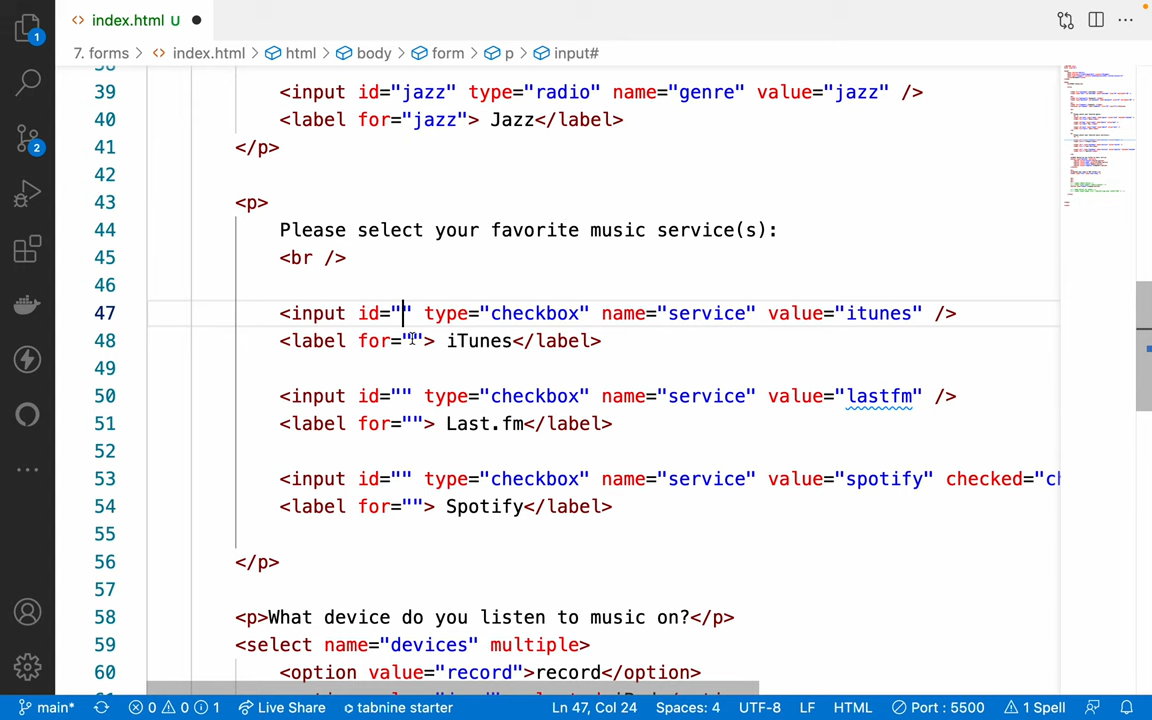 index.html U ●
7. forms > index.html > html > body > form > p > input#
38
39 <input id="jazz" type="radio" name="genre" value="jazz" />
40 <label for="jazz"> Jazz</label>
41 </p>
42
43 <p>
44 Please select your favorite music service(s):
45 <br />
46
47 <input id="" type="checkbox" name="service" value="itunes" />
48 <label for=""> iTunes</label>
49
50 <input id="" type="checkbox" name="service" value="lastfm" />
51 <label for=""> Last.fm</label>
52
53 <input id="" type="checkbox" name="service" value="spotify" checked="ch
54 <label for=""> Spotify</label>
55
56 </p>
57
58 <p>What device do you listen to music on?</p>
59 <select name="devices" multiple>
60 <option value="record">record</option>
1
2
main* 0 0 1 Live Share tabnine starter Ln 47, Col 24 Spaces: 4 UTF-8 LF HTML Port : 5500 1 Spell